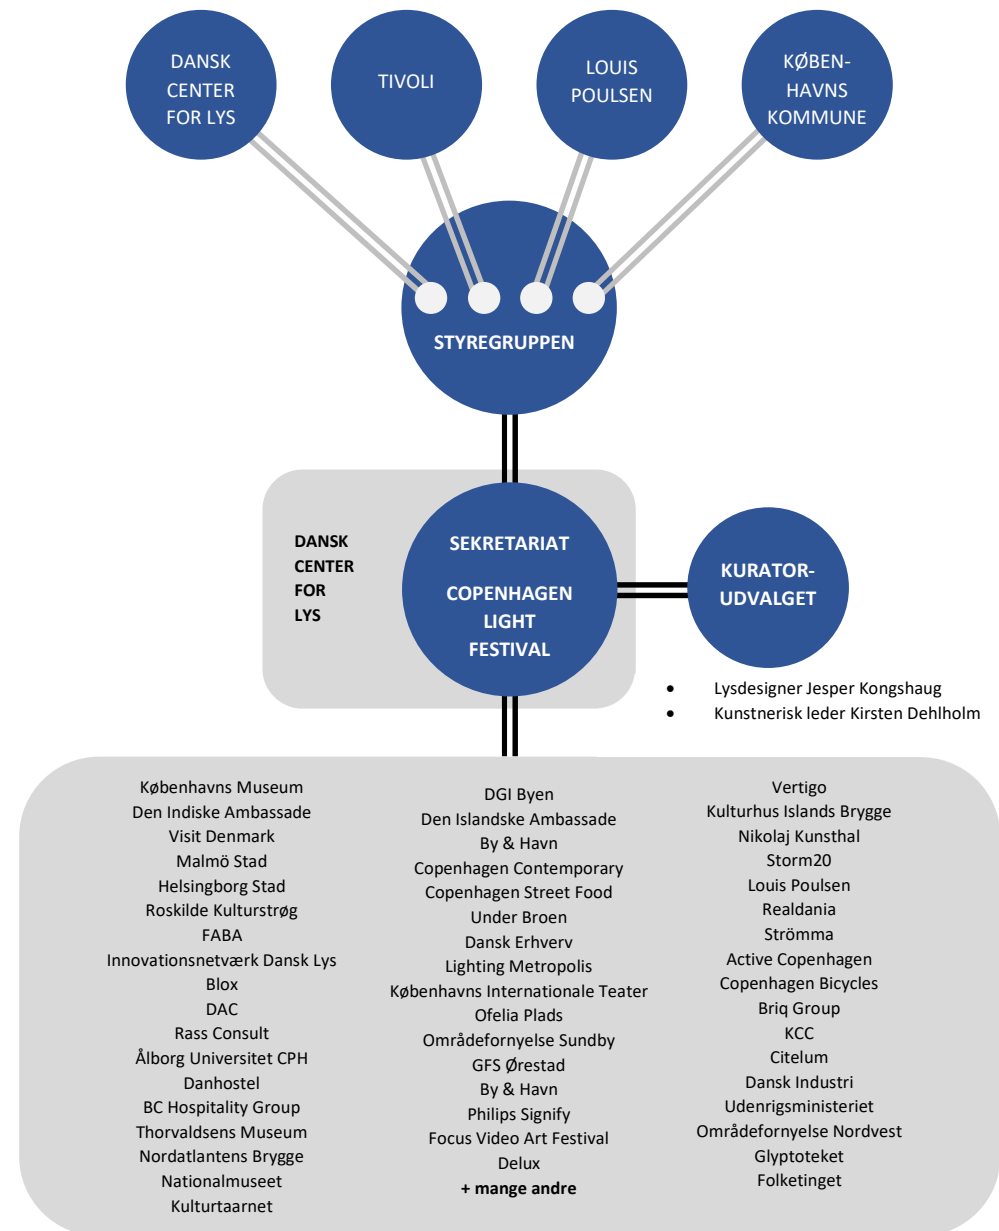 DANSK
CENTER
FOR LYS
TIVOLI
LOUIS
POULSEN
KØBEN-
HAVNS
KOMMUNE
STYREGRUPPEN
DANSK
CENTER
FOR
LYS
SEKRETARIAT
COPENHAGEN
LIGHT
FESTIVAL
KURATOR-
UDVALGET
• Lysdesigner Jesper Kongshaug
• Kunstnerisk leder Kirsten Dehlholm
Københavns Museum
Den Indiske Ambassade
Visit Denmark
Malmö Stad
Helsingborg Stad
Roskilde Kulturstrøg
FABA
Innovationsnetværk Dansk Lys
Blox
DAC
Rass Consult
Ålborg Universitet CPH
Danhostel
BC Hospitality Group
Thorvaldsens Museum
Nordatlantens Brygge
Nationalmuseet
Kulturtaarnet
DGI Byen
Den Islandske Ambassade
By & Havn
Copenhagen Contemporary
Copenhagen Street Food
Under Broen
Dansk Erhverv
Lighting Metropolis
Københavns Internationale Teater
Ofelia Plads
Områdefornyelse Sundby
GFS Ørestad
By & Havn
Philips Signify
Focus Video Art Festival
Delux
+ mange andre
Vertigo
Kulturhus Islands Brygge
Nikolaj Kunsthal
Storm20
Louis Poulsen
Realdania
Strömma
Active Copenhagen
Copenhagen Bicycles
Briq Group
KCC
Citelum
Dansk Industri
Udenrigsministeriet
Områdefornyelse Nordvest
Glyptoteket
Folketinget